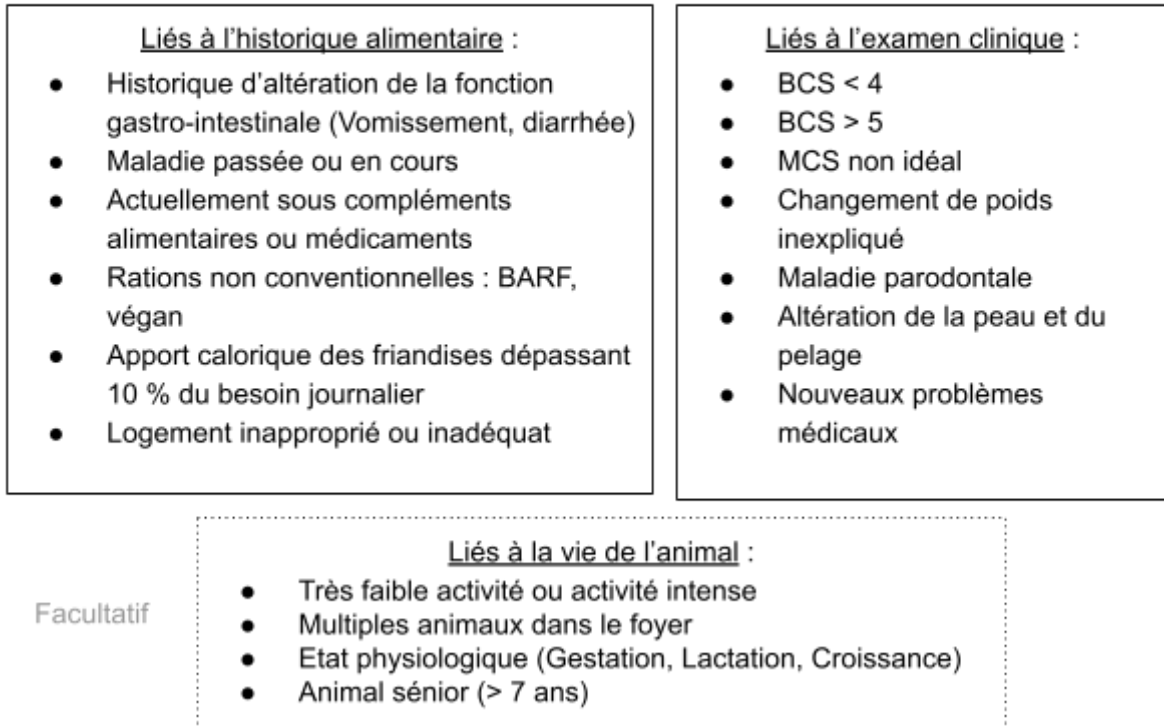 Liés à l’historique alimentaire :
● Historique d’altération de la fonction
gastro-intestinale (Vomissement, diarrhée)
● Maladie passée ou en cours
● Actuellement sous compléments
alimentaires ou médicaments
● Rations non conventionnelles : BARF,
végan
● Apport calorique des friandises dépassant
10 % du besoin journalier
● Logement inapproprié ou inadéquat
Liés à l’examen clinique :
● BCS < 4
● BCS > 5
● MCS non idéal
● Changement de poids
inexpliqué
● Maladie parodontale
● Altération de la peau et du
pelage
● Nouveaux problèmes
médicaux
Facultatif
Liés à la vie de l’animal :
● Très faible activité ou activité intense
● Multiples animaux dans le foyer
● Etat physiologique (Gestation, Lactation, Croissance)
● Animal sénior (> 7 ans)